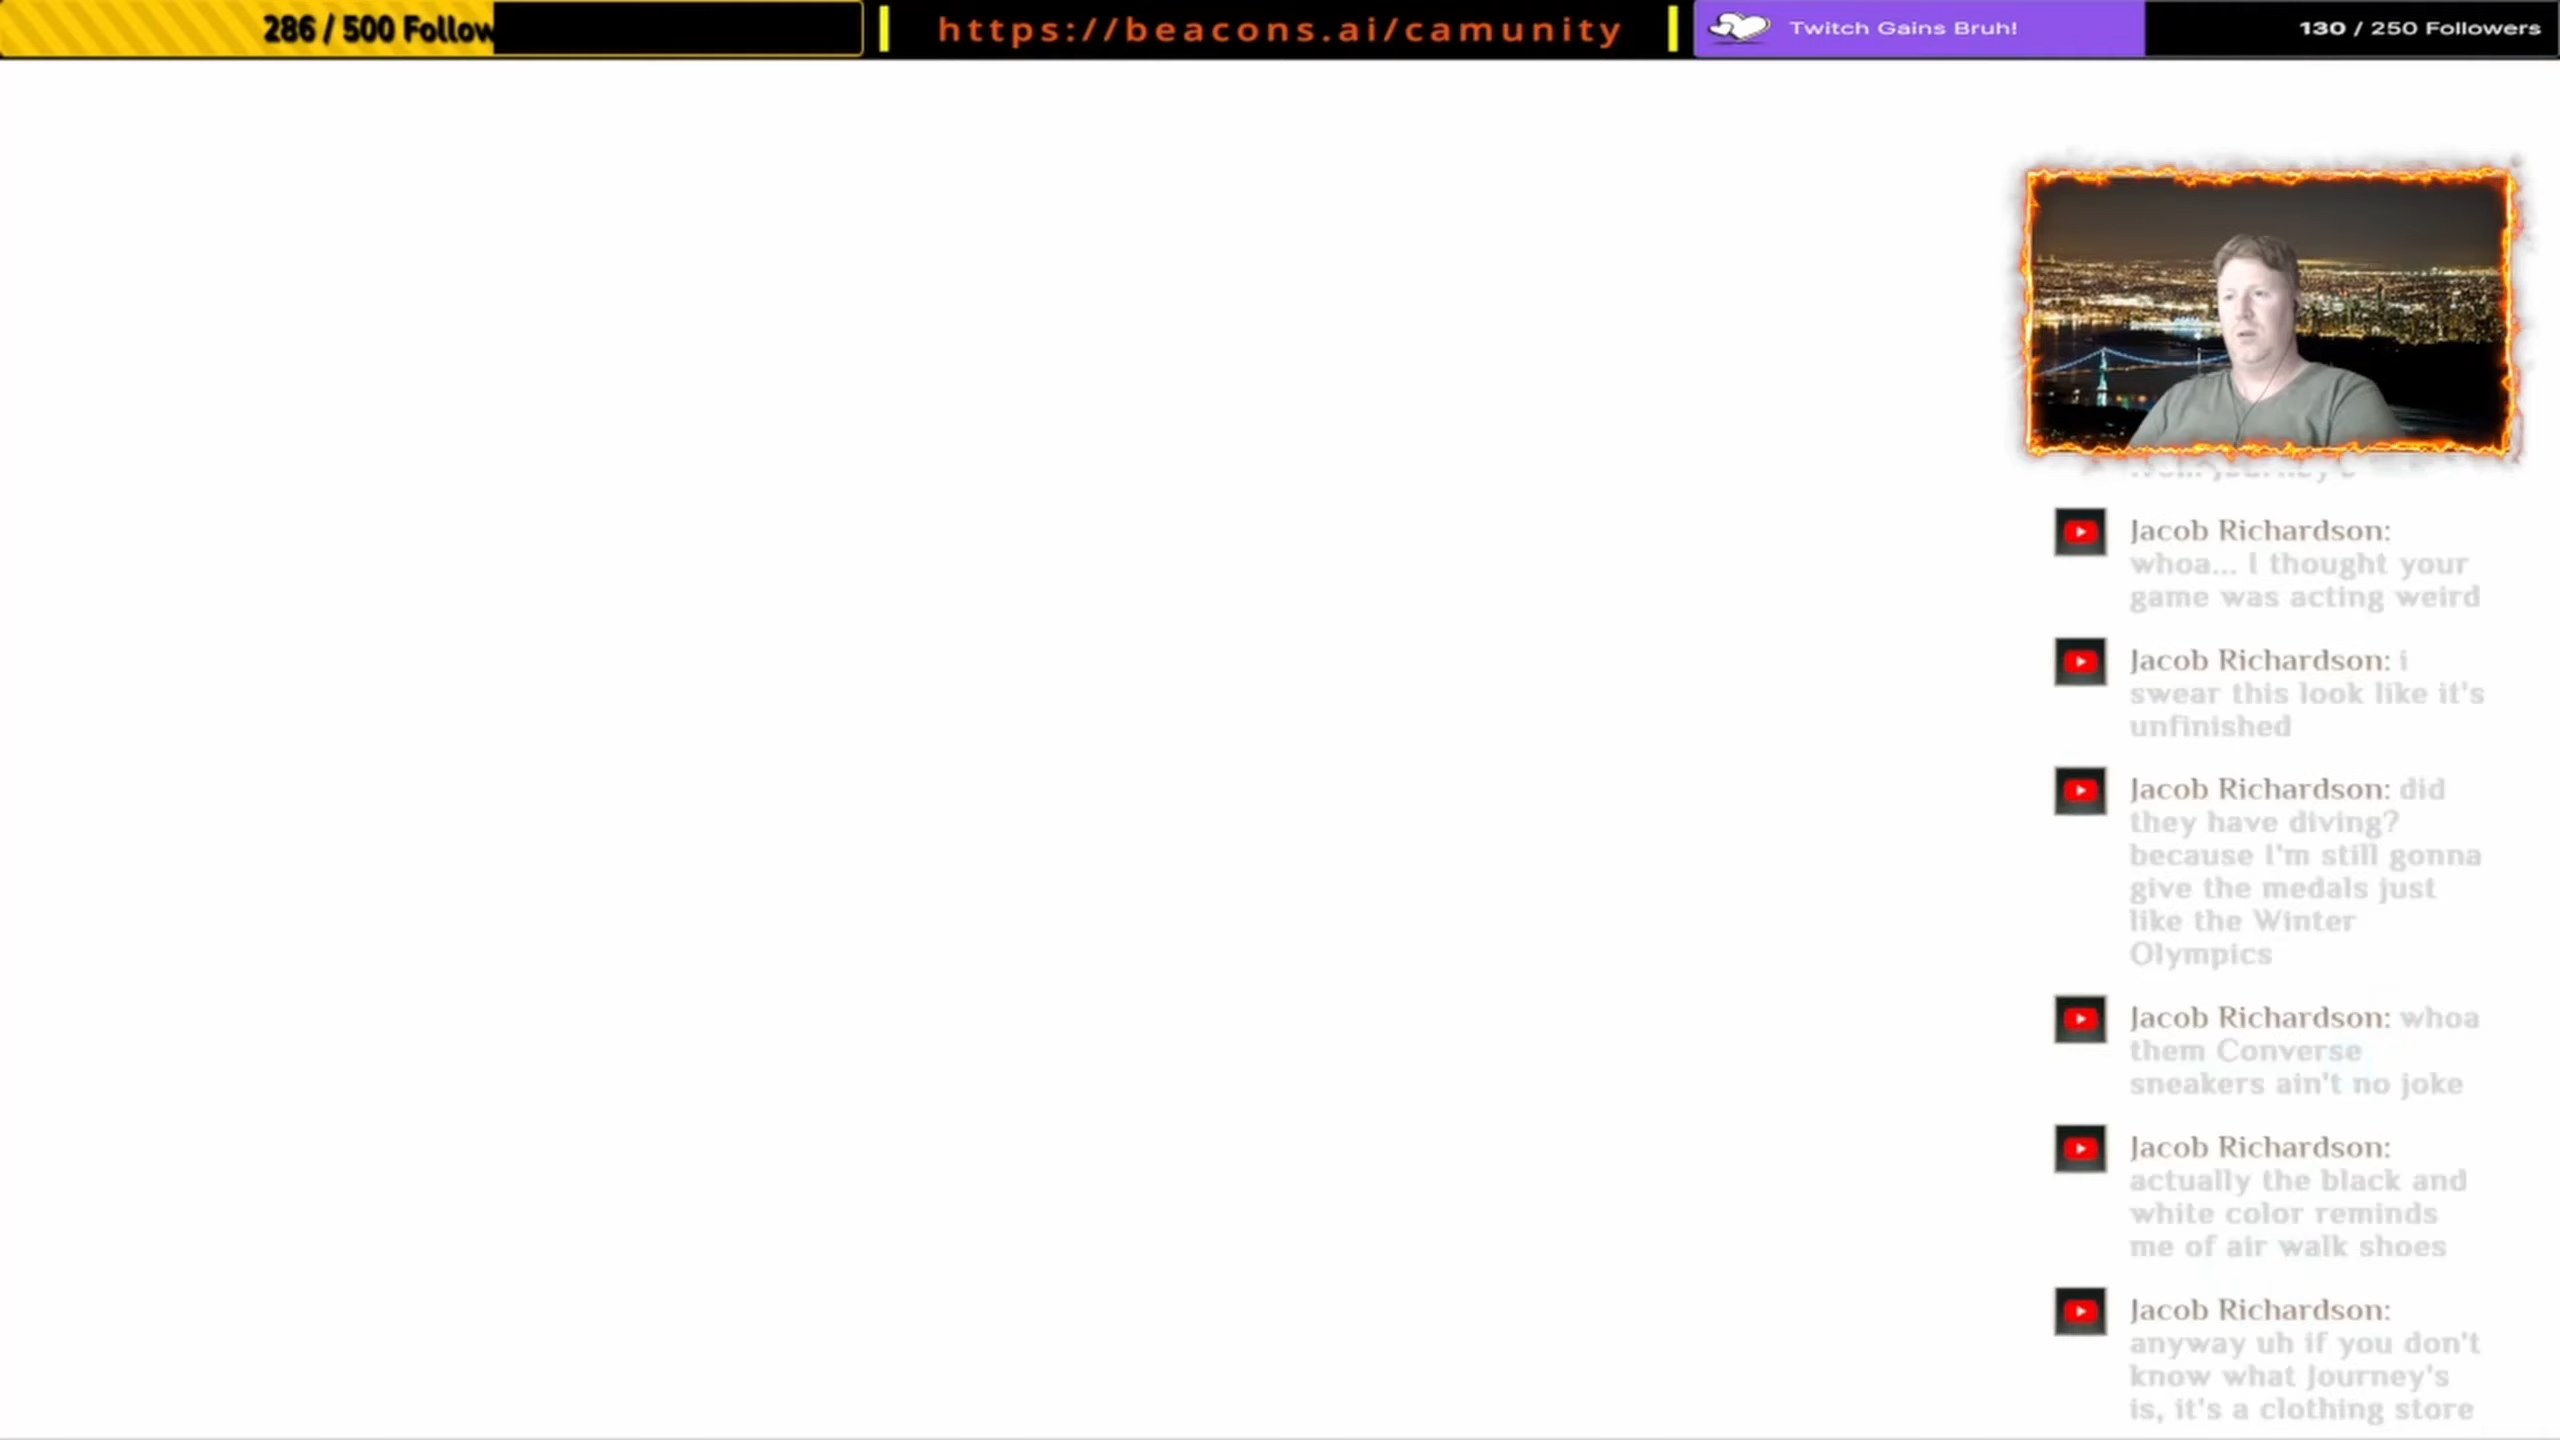 286 / 500 Follow
https://beacons.ai/camunity
Twitch Gains Bruh!
130 / 250 Followers
Jacob Richardson:
whoa... I thought your
game was acting weird
Jacob Richardson: i
swear this look like it's
unfinished
Jacob Richardson: did
they have diving?
because I'm still gonna
give the medals just
like the Winter
Olympics
Jacob Richardson: whoa
them Converse
sneakers ain't no joke
Jacob Richardson:
actually the black and
white color reminds
me of air walk shoes
Jacob Richardson:
anyway uh if you don't
know what Journey's
is, it's a clothing store